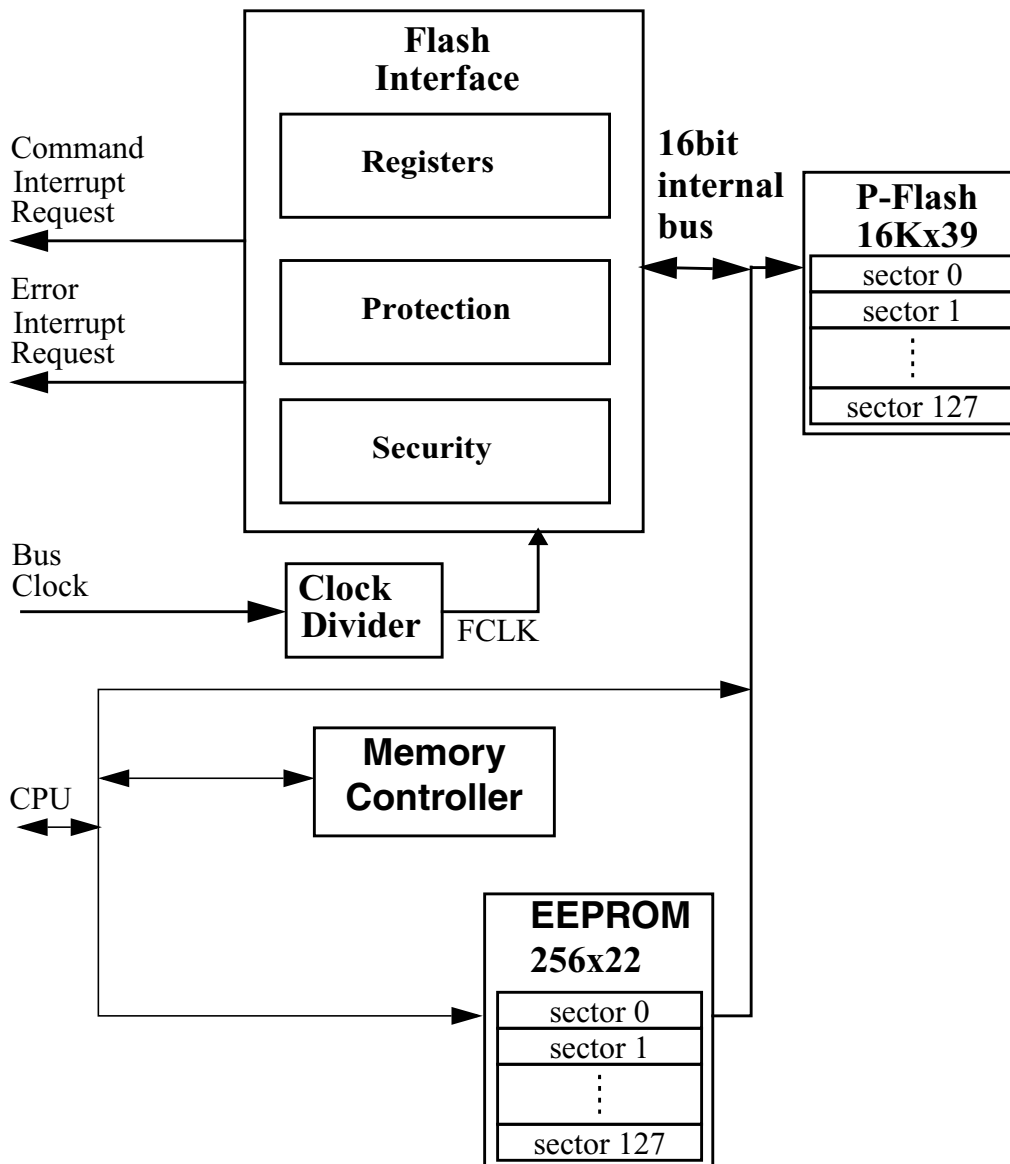 Flash
Interface
Registers
Protection
Security
Command
Interrupt
Request
Error
Interrupt
Request
16bit
internal
bus
P-Flash
16Kx39
sector 0
sector 1
sector 127
Bus
Clock
Clock
Divider
FCLK
Memory
Controller
CPU
EEPROM
256x22
sector 0
sector 1
sector 127